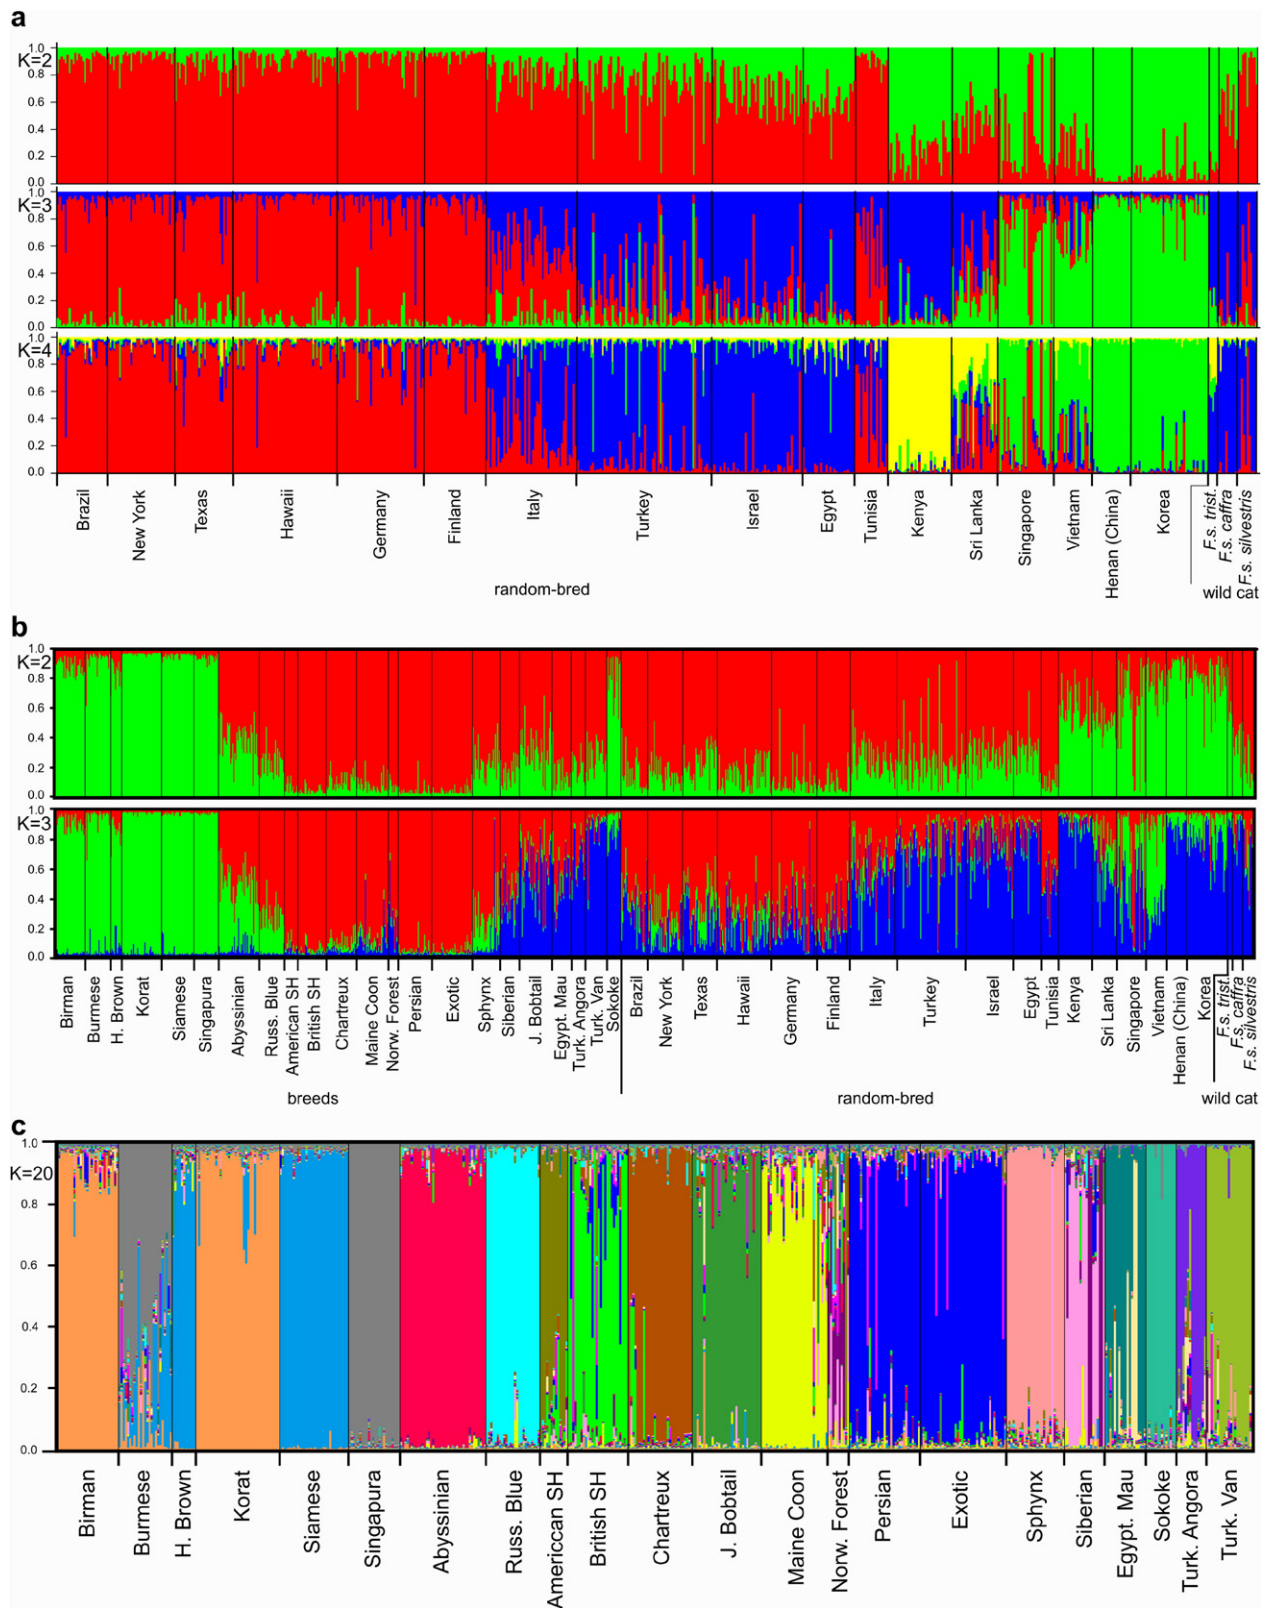 a
1.0
K=2
0.8
0.6
0.4
0.2
0.0
1.0
K=3
0.8
0.6
0.4
0.2
0.0
1.0
K=4
0.8
0.6
0.4
0.2
0.0
Brazil
New York
Texas
Hawaii
Germany
Finland
Italy
Turkey
Israel
Egypt
Tunisia
Kenya
Sri Lanka
Singapore
Vietnam
Henan (China)
Korea
F.s. trist.
F.s. caffra
F.s. silvestris
random-bred
wild cat
b
1.0
K=2
0.8
0.6
0.4
0.2
0.0
1.0
K=3
0.8
0.6
0.4
0.2
0.0
Birman
Burmese
H. Brown
Korat
Siamese
Singapura
Abyssinian
Russ. Blue
American SH
British SH
Chartreux
Maine Coon
Norw. Forest
Persian
Exotic
Sphynx
Siberian
J. Bobtail
Egypt. Mau
Turk. Angora
Turk. Van
Sokoke
Brazil
New York
Texas
Hawaii
Germany
Finland
Italy
Turkey
Israel
Egypt
Tunisia
Kenya
Sri Lanka
Singapore
Vietnam
Henan (China)
Korea
F.s. trist.
F.s. caffra
F.s. silvestris
breeds
random-bred
wild cat
c
1.0
K=20
0.8
0.6
0.4
0.2
0.0
Birman
Burmese
H. Brown
Korat
Siamese
Singapura
Abyssinian
Russ. Blue
Americcan SH
British SH
Chartreux
J. Bobtail
Maine Coon
Norw. Forest
Persian
Exotic
Sphynx
Siberian
Egypt. Mau
Sokoke
Turk. Angora
Turk. Van